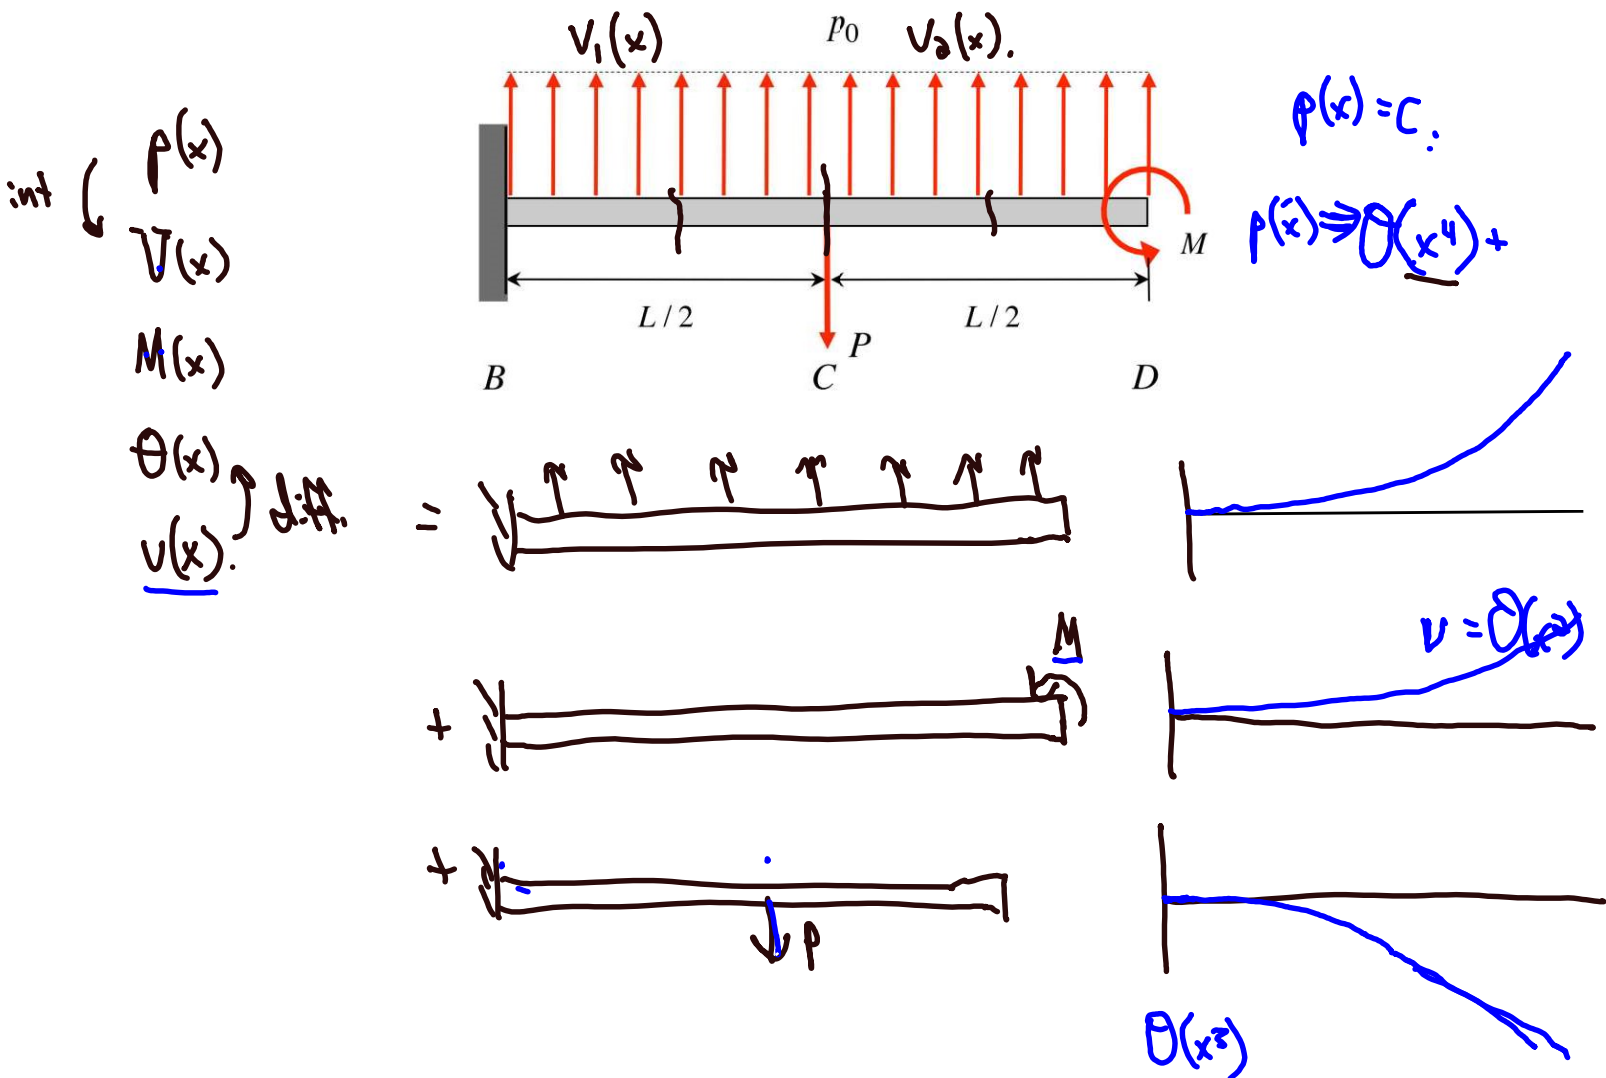 V₁(x) p₀ V₂(x).
p(x) = C.
p(x) ⇒ O(x⁴) +
int
p(x)
V(x)
M(x)
θ(x)
v(x).
diff.
M
L / 2 L / 2
P
B C D
=
+ M
v = O(x²)
+ P
O(x³)